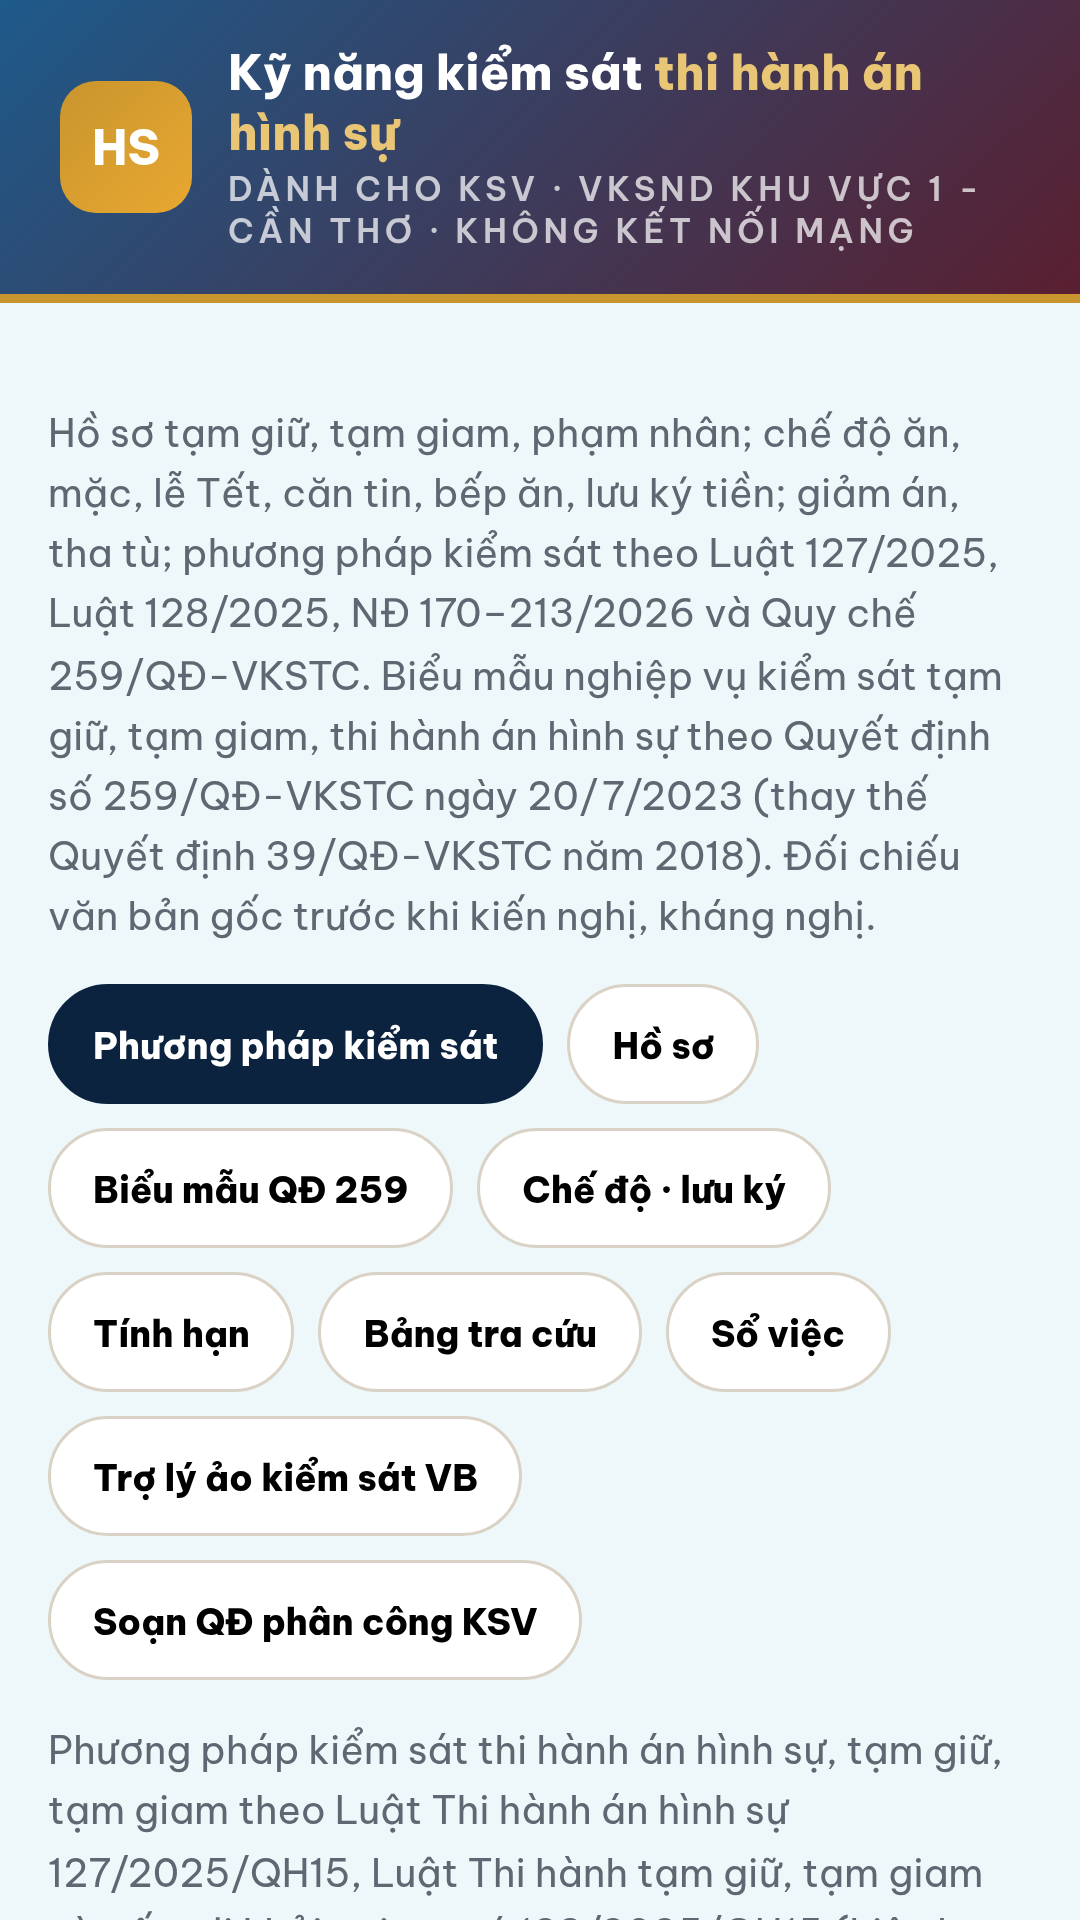 HS
Kỹ năng kiểm sát thi hành án
hình sự
DÀNH CHO KSV · VKSND KHU VỰC 1 -
CẦN THƠ · KHÔNG KẾT NỐI MẠNG
Hồ sơ tạm giữ, tạm giam, phạm nhân; chế độ ăn,
mặc, lễ Tết, căn tin, bếp ăn, lưu ký tiền; giảm án,
tha tù; phương pháp kiểm sát theo Luật 127/2025,
Luật 128/2025, NĐ 170–213/2026 và Quy chế
259/QĐ-VKSTC. Biểu mẫu nghiệp vụ kiểm sát tạm
giữ, tạm giam, thi hành án hình sự theo Quyết định
số 259/QĐ-VKSTC ngày 20/7/2023 (thay thế
Quyết định 39/QĐ-VKSTC năm 2018). Đối chiếu
văn bản gốc trước khi kiến nghị, kháng nghị.
Phương pháp kiểm sát
Hồ sơ
Biểu mẫu QĐ 259
Chế độ · lưu ký
Tính hạn
Bảng tra cứu
Sổ việc
Trợ lý ảo kiểm sát VB
Soạn QĐ phân công KSV
Phương pháp kiểm sát thi hành án hình sự, tạm giữ,
tạm giam theo Luật Thi hành án hình sự
127/2025/QH15, Luật Thi hành tạm giữ, tạm giam